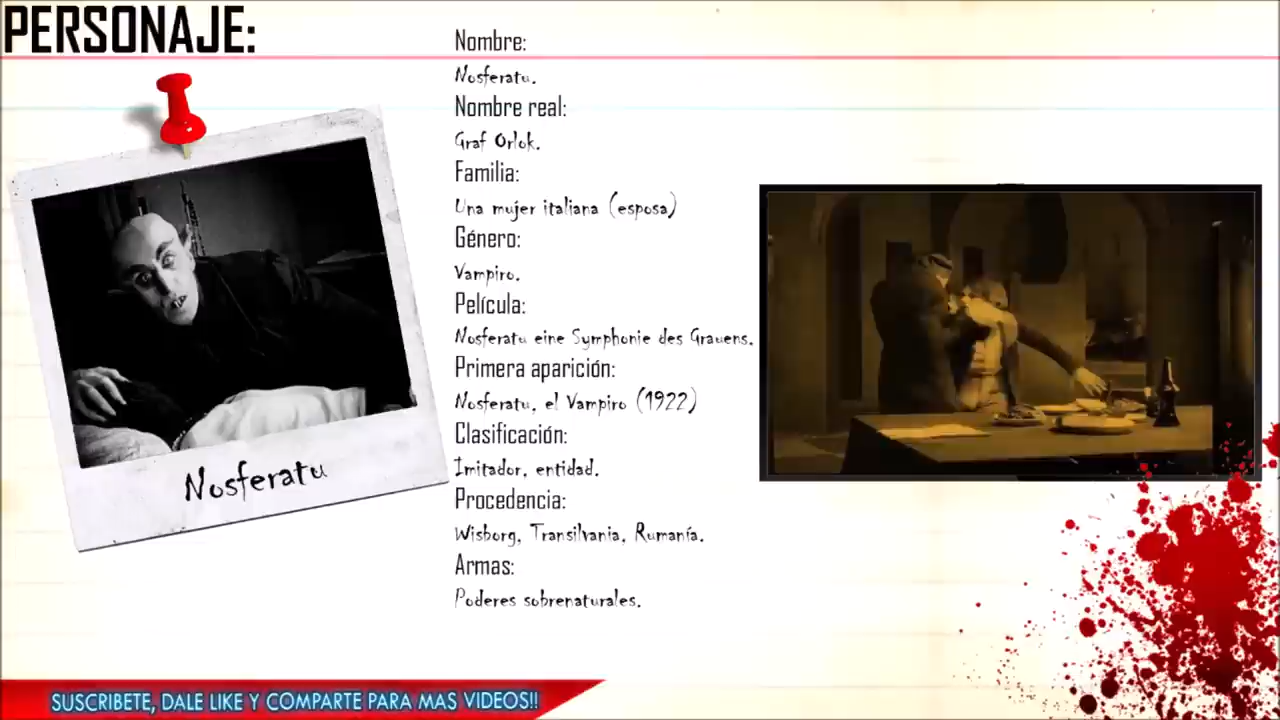 PERSONAJE:
Nosferatu
Nombre:
Nosferatu.
Nombre real:
Graf Orlok.
Familia:
Una mujer italiana (esposa)
Género:
Vampiro.
Película:
Nosferatu eine Symphonie des Grauens.
Primera aparición:
Nosferatu, el Vampiro (1922)
Clasificación:
Imitador, entidad.
Procedencia:
Wisborg, Transilvania, Rumanía.
Armas:
Poderes sobrenaturales.
SUSCRIBETE, DALE LIKE Y COMPARTE PARA MAS VIDEOS!!